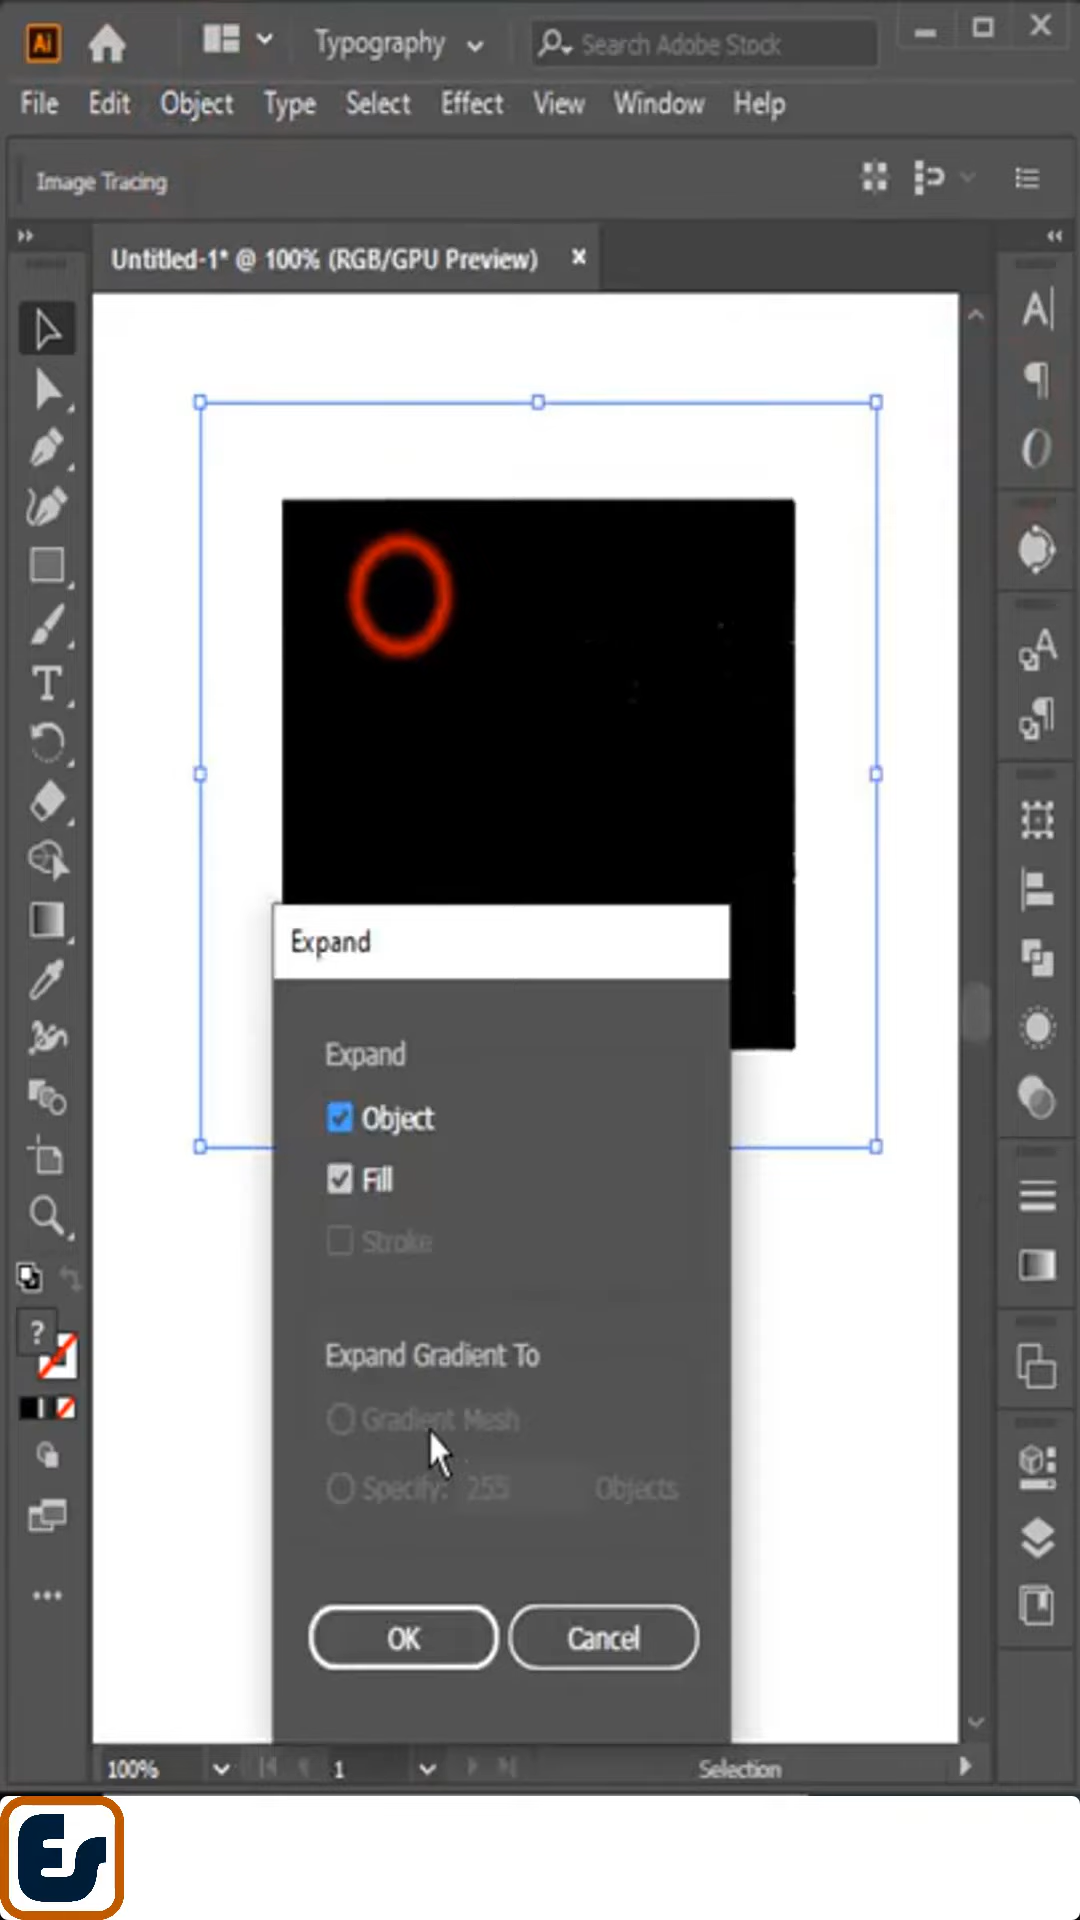 Ai
Typography
Search Adobe Stock
File Edit Object Type Select Effect View Window Help
Image Tracing
Untitled-1* @ 100% (RGB/GPU Preview) ×
Expand
Expand
Object
Fill
Stroke
Expand Gradient To
Gradient Mesh
Specify: 255 Objects
OK Cancel
100% 1 Selection
Es